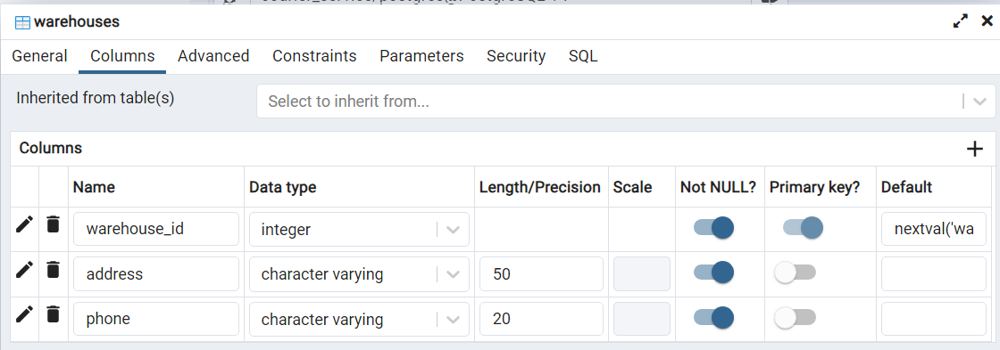 warehouses
General Columns Advanced Constraints Parameters Security SQL
Inherited from table(s) Select to inherit from...
Columns
Name Data type Length/Precision Scale Not NULL? Primary key? Default
warehouse_id integer nextval('wa
address character varying 50
phone character varying 20